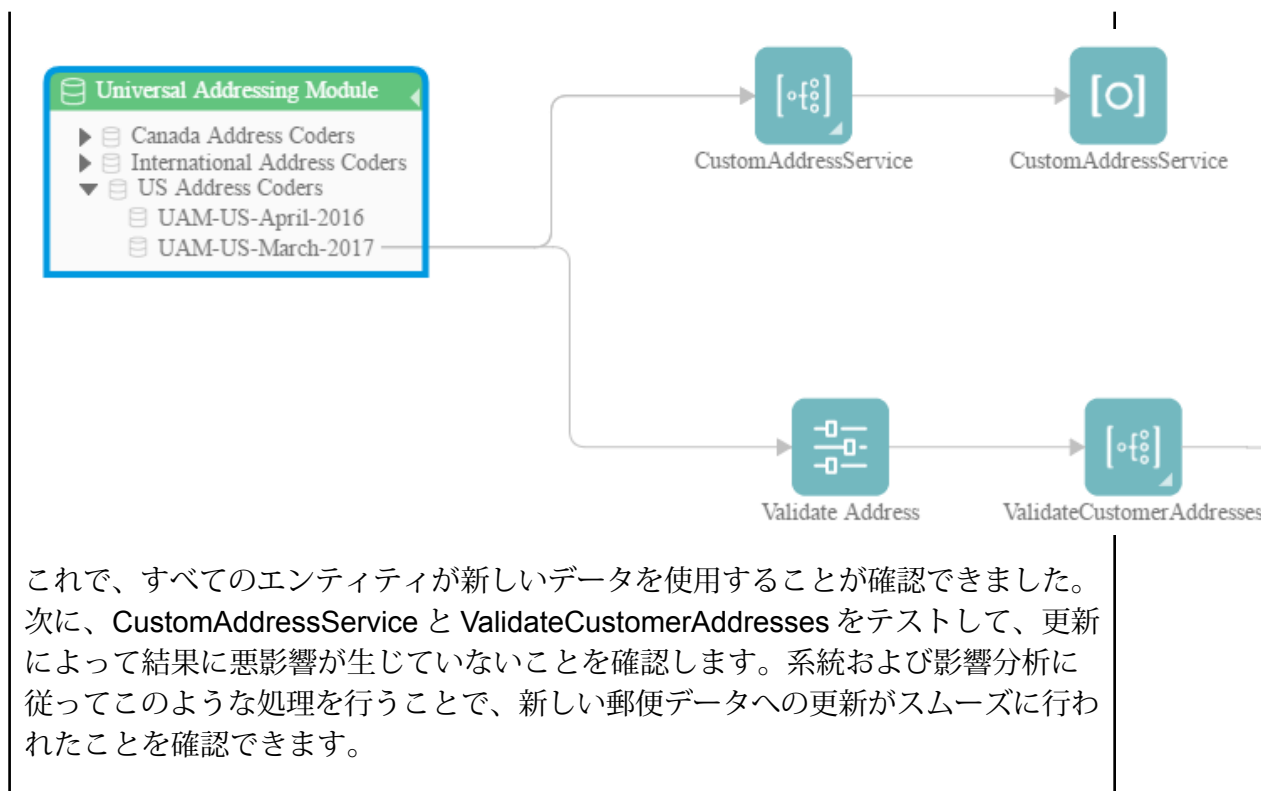 Universal Addressing Module
Canada Address Coders
International Address Coders
US Address Coders
UAM-US-April-2016
UAM-US-March-2017
CustomAddressService
CustomAddressService
Validate Address
ValidateCustomerAddresses
これで、すべてのエンティティが新しいデータを使用することが確認できました。
次に、CustomAddressService と ValidateCustomerAddresses をテストして、更新
によって結果に悪影響が生じていないことを確認します。系統および影響分析に
従ってこのような処理を行うことで、新しい郵便データへの更新がスムーズに行わ
れたことを確認できます。